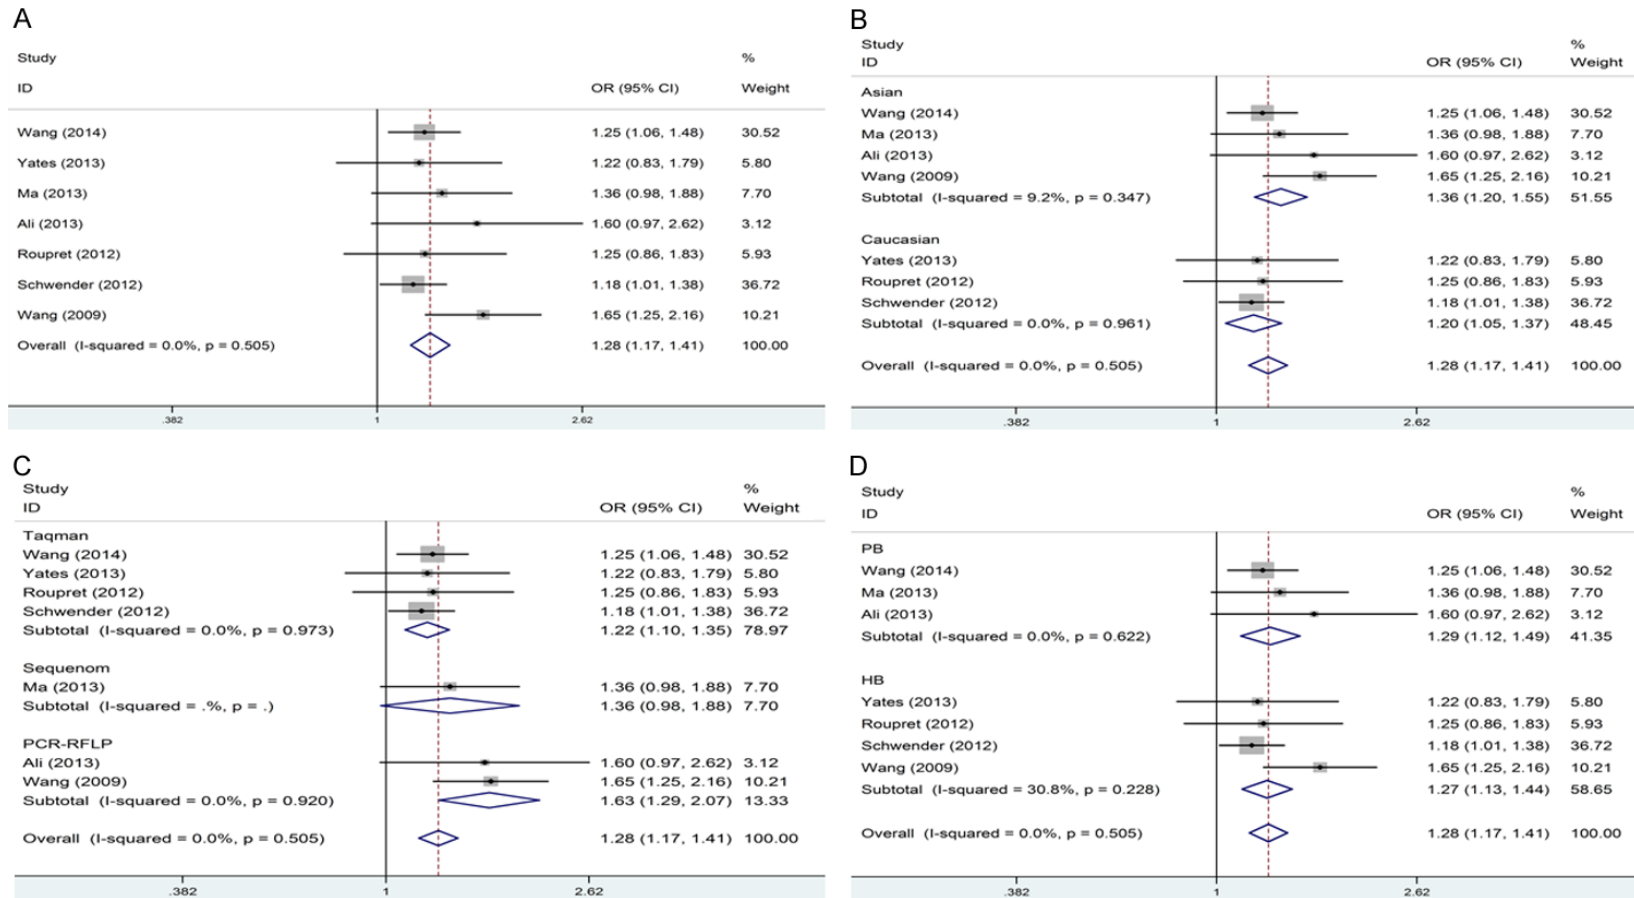 A
Study %
ID OR (95% CI) Weight
Wang (2014) 1.25 (1.06, 1.48) 30.52
Yates (2013) 1.22 (0.83, 1.79) 5.80
Ma (2013) 1.36 (0.98, 1.88) 7.70
Ali (2013) 1.60 (0.97, 2.62) 3.12
Roupret (2012) 1.25 (0.86, 1.83) 5.93
Schwender (2012) 1.18 (1.01, 1.38) 36.72
Wang (2009) 1.65 (1.25, 2.16) 10.21
Overall (I-squared = 0.0%, p = 0.505) 1.28 (1.17, 1.41) 100.00
.382 1 2.62
B
Study %
ID OR (95% CI) Weight
Asian
Wang (2014) 1.25 (1.06, 1.48) 30.52
Ma (2013) 1.36 (0.98, 1.88) 7.70
Ali (2013) 1.60 (0.97, 2.62) 3.12
Wang (2009) 1.65 (1.25, 2.16) 10.21
Subtotal (I-squared = 9.2%, p = 0.347) 1.36 (1.20, 1.55) 51.55
Caucasian
Yates (2013) 1.22 (0.83, 1.79) 5.80
Roupret (2012) 1.25 (0.86, 1.83) 5.93
Schwender (2012) 1.18 (1.01, 1.38) 36.72
Subtotal (I-squared = 0.0%, p = 0.961) 1.20 (1.05, 1.37) 48.45
Overall (I-squared = 0.0%, p = 0.505) 1.28 (1.17, 1.41) 100.00
.382 1 2.62
C
Study %
ID OR (95% CI) Weight
Taqman
Wang (2014) 1.25 (1.06, 1.48) 30.52
Yates (2013) 1.22 (0.83, 1.79) 5.80
Roupret (2012) 1.25 (0.86, 1.83) 5.93
Schwender (2012) 1.18 (1.01, 1.38) 36.72
Subtotal (I-squared = 0.0%, p = 0.973) 1.22 (1.10, 1.35) 78.97
Sequenom
Ma (2013) 1.36 (0.98, 1.88) 7.70
Subtotal (I-squared = .%, p = .) 1.36 (0.98, 1.88) 7.70
PCR-RFLP
Ali (2013) 1.60 (0.97, 2.62) 3.12
Wang (2009) 1.65 (1.25, 2.16) 10.21
Subtotal (I-squared = 0.0%, p = 0.920) 1.63 (1.29, 2.07) 13.33
Overall (I-squared = 0.0%, p = 0.505) 1.28 (1.17, 1.41) 100.00
.382 1 2.62
D
Study %
ID OR (95% CI) Weight
PB
Wang (2014) 1.25 (1.06, 1.48) 30.52
Ma (2013) 1.36 (0.98, 1.88) 7.70
Ali (2013) 1.60 (0.97, 2.62) 3.12
Subtotal (I-squared = 0.0%, p = 0.622) 1.29 (1.12, 1.49) 41.35
HB
Yates (2013) 1.22 (0.83, 1.79) 5.80
Roupret (2012) 1.25 (0.86, 1.83) 5.93
Schwender (2012) 1.18 (1.01, 1.38) 36.72
Wang (2009) 1.65 (1.25, 2.16) 10.21
Subtotal (I-squared = 30.8%, p = 0.228) 1.27 (1.13, 1.44) 58.65
Overall (I-squared = 0.0%, p = 0.505) 1.28 (1.17, 1.41) 100.00
.382 1 2.62